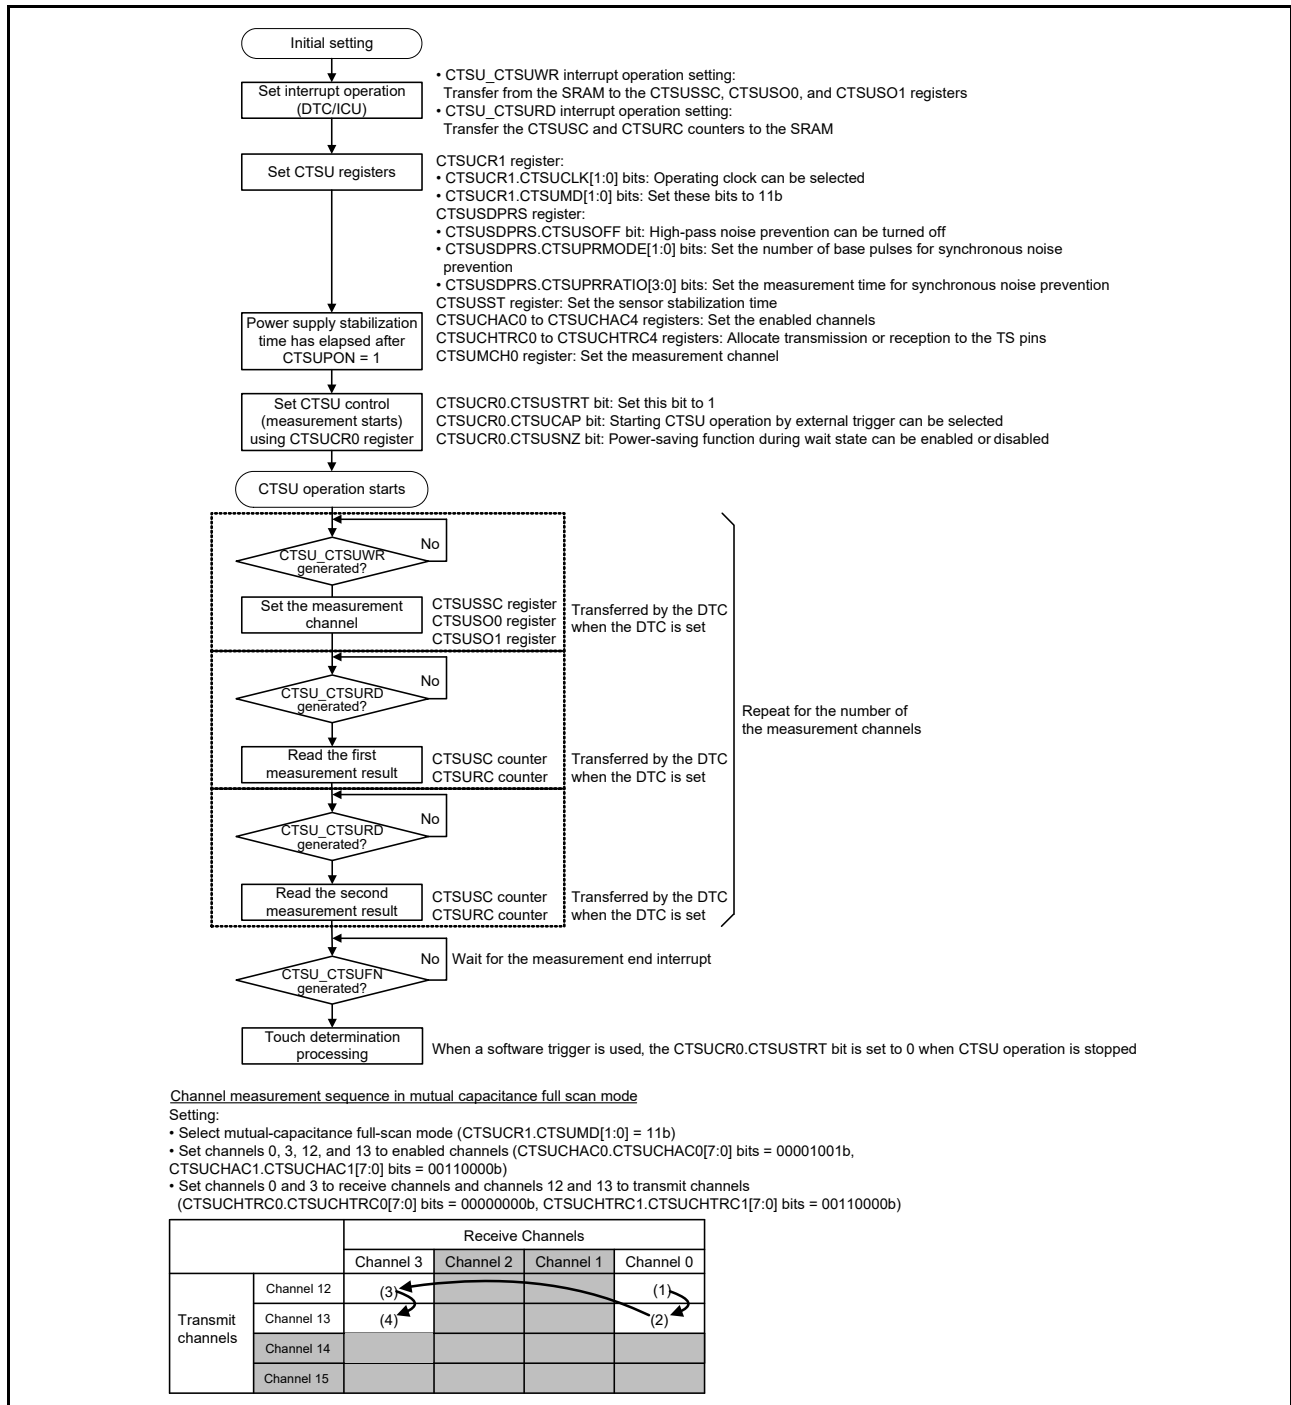 Initial setting
Set interrupt operation
(DTC/ICU)
• CTSU_CTSUWR interrupt operation setting:
Transfer from the SRAM to the CTSUSSC, CTSUSO0, and CTSUSO1 registers
• CTSU_CTSURD interrupt operation setting:
Transfer the CTSUSC and CTSURC counters to the SRAM
Set CTSU registers
CTSUCR1 register:
• CTSUCR1.CTSUCLK[1:0] bits: Operating clock can be selected
• CTSUCR1.CTSUMD[1:0] bits: Set these bits to 11b
CTSUSDPRS register:
• CTSUSDPRS.CTSUSOFF bit: High-pass noise prevention can be turned off
• CTSUSDPRS.CTSUPRMODE[1:0] bits: Set the number of base pulses for synchronous noise
prevention
• CTSUSDPRS.CTSUPRRATIO[3:0] bits: Set the measurement time for synchronous noise prevention
CTSUSST register: Set the sensor stabilization time
CTSUCHAC0 to CTSUCHAC4 registers: Set the enabled channels
CTSUCHTRC0 to CTSUCHTRC4 registers: Allocate transmission or reception to the TS pins
CTSUMCH0 register: Set the measurement channel
Power supply stabilization
time has elapsed after
CTSUPON = 1
Set CTSU control
(measurement starts)
using CTSUCR0 register
CTSUCR0.CTSUSTRT bit: Set this bit to 1
CTSUCR0.CTSUCAP bit: Starting CTSU operation by external trigger can be selected
CTSUCR0.CTSUSNZ bit: Power-saving function during wait state can be enabled or disabled
CTSU operation starts
No
CTSU_CTSUWR
generated?
Set the measurement
channel
CTSUSSC register
CTSUSO0 register
CTSUSO1 register
Transferred by the DTC
when the DTC is set
No
CTSU_CTSURD
generated?
Repeat for the number of
the measurement channels
Read the first
measurement result
CTSUSC counter
CTSURC counter
Transferred by the DTC
when the DTC is set
No
CTSU_CTSURD
generated?
Read the second
measurement result
CTSUSC counter
CTSURC counter
Transferred by the DTC
when the DTC is set
No
Wait for the measurement end interrupt
CTSU_CTSUFN
generated?
Touch determination
processing
When a software trigger is used, the CTSUCR0.CTSUSTRT bit is set to 0 when CTSU operation is stopped
Channel measurement sequence in mutual capacitance full scan mode
Setting:
• Select mutual-capacitance full-scan mode (CTSUCR1.CTSUMD[1:0] = 11b)
• Set channels 0, 3, 12, and 13 to enabled channels (CTSUCHAC0.CTSUCHAC0[7:0] bits = 00001001b,
CTSUCHAC1.CTSUCHAC1[7:0] bits = 00110000b)
• Set channels 0 and 3 to receive channels and channels 12 and 13 to transmit channels
(CTSUCHTRC0.CTSUCHTRC0[7:0] bits = 00000000b, CTSUCHTRC1.CTSUCHTRC1[7:0] bits = 00110000b)
Receive Channels
Channel 3 Channel 2 Channel 1 Channel 0
Transmit
channels
Channel 12 (3) (1)
Channel 13 (4) (2)
Channel 14
Channel 15